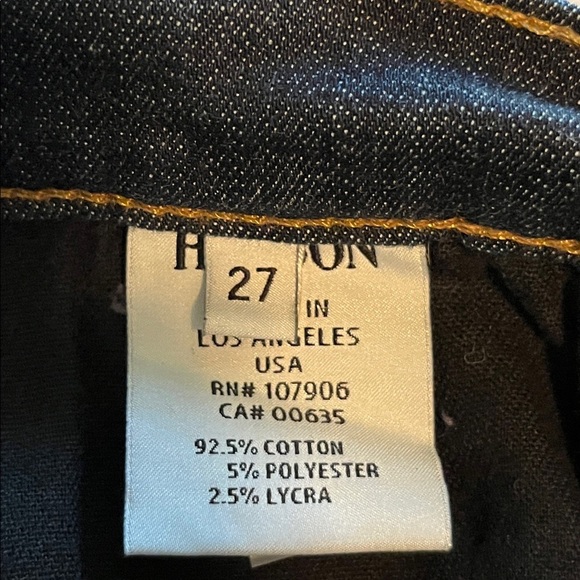 27
IN
LOS ANGELES
USA
RN# 107906
CA# 00635
92.5% COTTON
5% POLYESTER
2.5% LYCRA